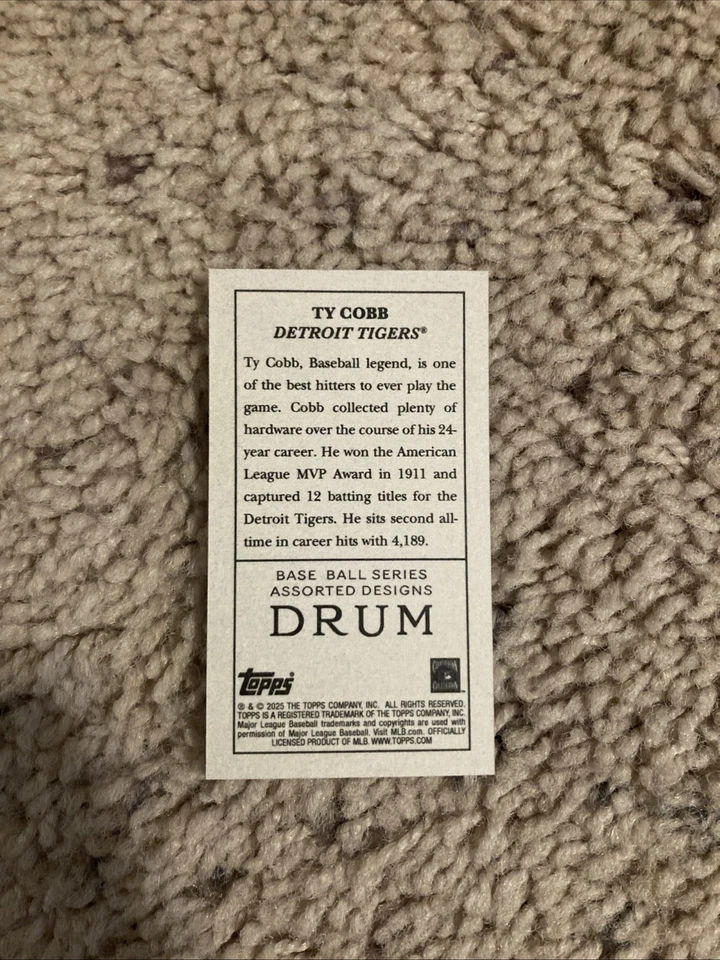 TY COBB
DETROIT TIGERS®
Ty Cobb, Baseball legend, is one
of the best hitters to ever play the
game. Cobb collected plenty of
hardware over the course of his 24-
year career. He won the American
League MVP Award in 1911 and
captured 12 batting titles for the
Detroit Tigers. He sits second all-
time in career hits with 4,189.
BASE BALL SERIES
ASSORTED DESIGNS
DRUM
topps
® & © 2025 THE TOPPS COMPANY, INC. ALL RIGHTS RESERVED.
TOPPS IS A REGISTERED TRADEMARK OF THE TOPPS COMPANY, INC.
Major League Baseball trademarks and copyrights are used with
permission of Major League Baseball. Visit MLB.com. OFFICIALLY
LICENSED PRODUCT OF MLB. WWW.TOPPS.COM